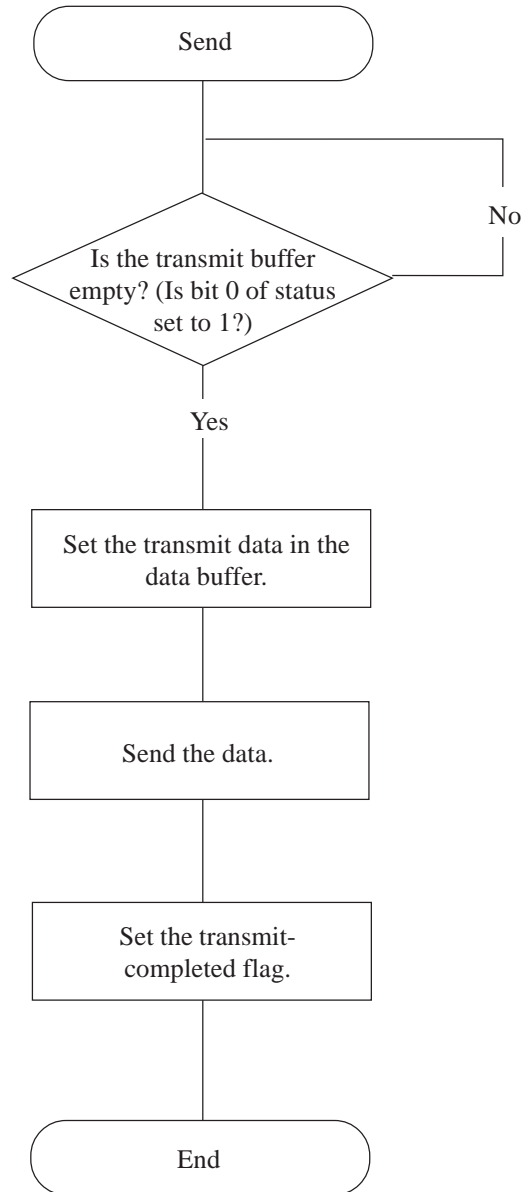 Send
No
Is the transmit buffer
empty? (Is bit 0 of status
set to 1?)
Yes
Set the transmit data in the
data buffer.
Send the data.
Set the transmit-
completed flag.
End